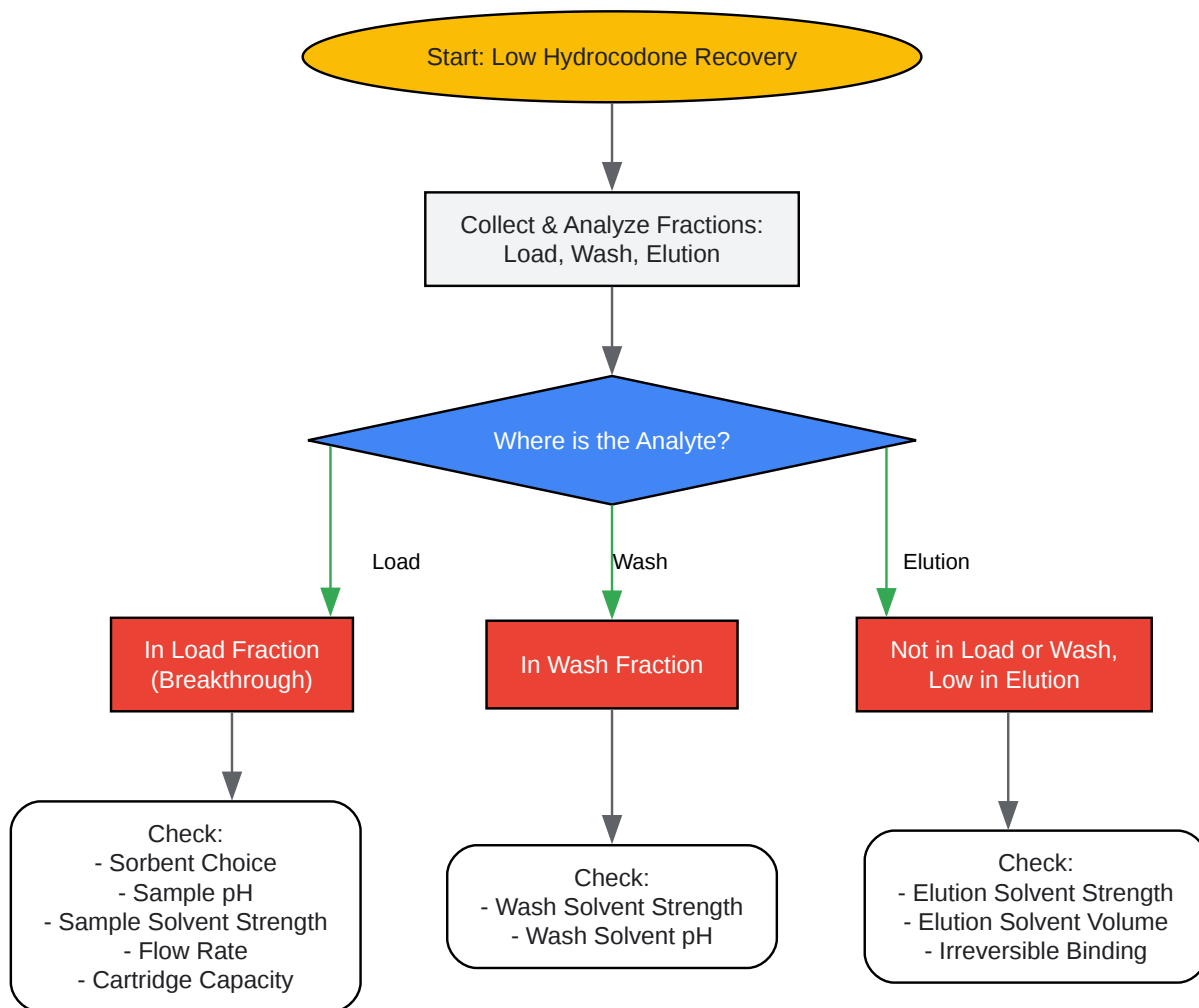 Start: Low Hydrocodone Recovery
Collect & Analyze Fractions:
Load, Wash, Elution
Where is the Analyte?
Load
Wash
Elution
In Load Fraction
(Breakthrough)
In Wash Fraction
Not in Load or Wash,
Low in Elution
Check:
- Sorbent Choice
- Sample pH
- Sample Solvent Strength
- Flow Rate
- Cartridge Capacity
Check:
- Wash Solvent Strength
- Wash Solvent pH
Check:
- Elution Solvent Strength
- Elution Solvent Volume
- Irreversible Binding